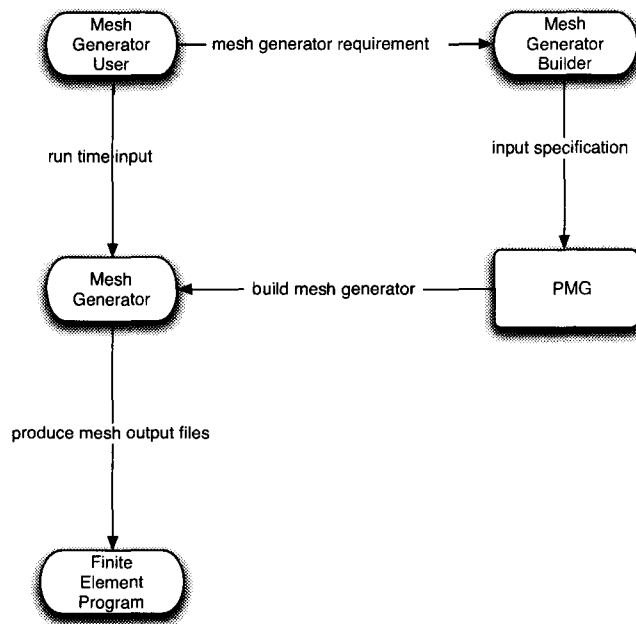 Mesh
Generator
User
mesh generator requirement
Mesh
Generator
Builder
run time input
input specification
Mesh
Generator
build mesh generator
PMG
produce mesh output files
Finite
Element
Program